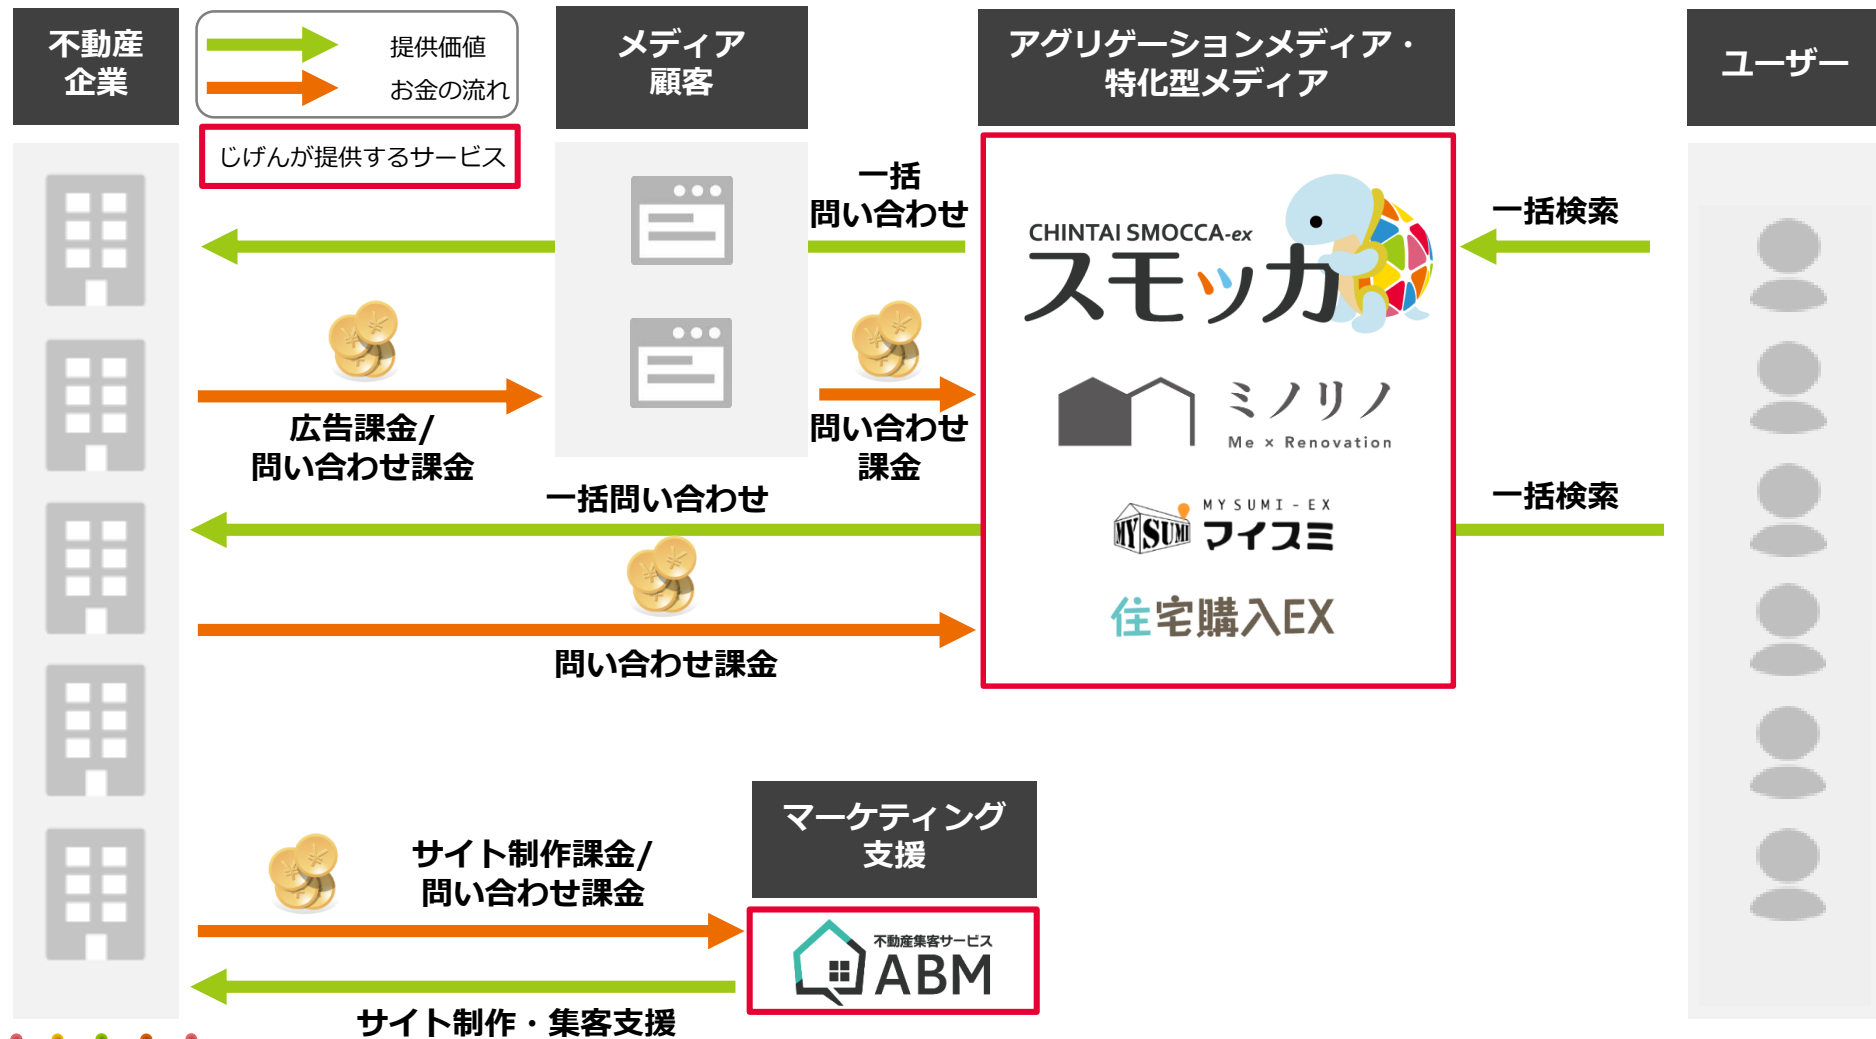 不動産
企業
提供価値
お金の流れ
じげんが提供するサービス
メディア
顧客
アグリゲーションメディア・
特化型メディア
ユーザー
一括
問い合わせ
一括検索
CHINTAI SMOCCA-ex
スモッカ
広告課金/
問い合わせ課金
問い合わせ
課金
ミノリノ
Me × Renovation
一括問い合わせ
一括検索
MYSUMI-EX
MY SUMI
マイスミ
住宅購入EX
問い合わせ課金
マーケティング
支援
サイト制作課金/
問い合わせ課金
不動産集客サービス
ABM
サイト制作・集客支援